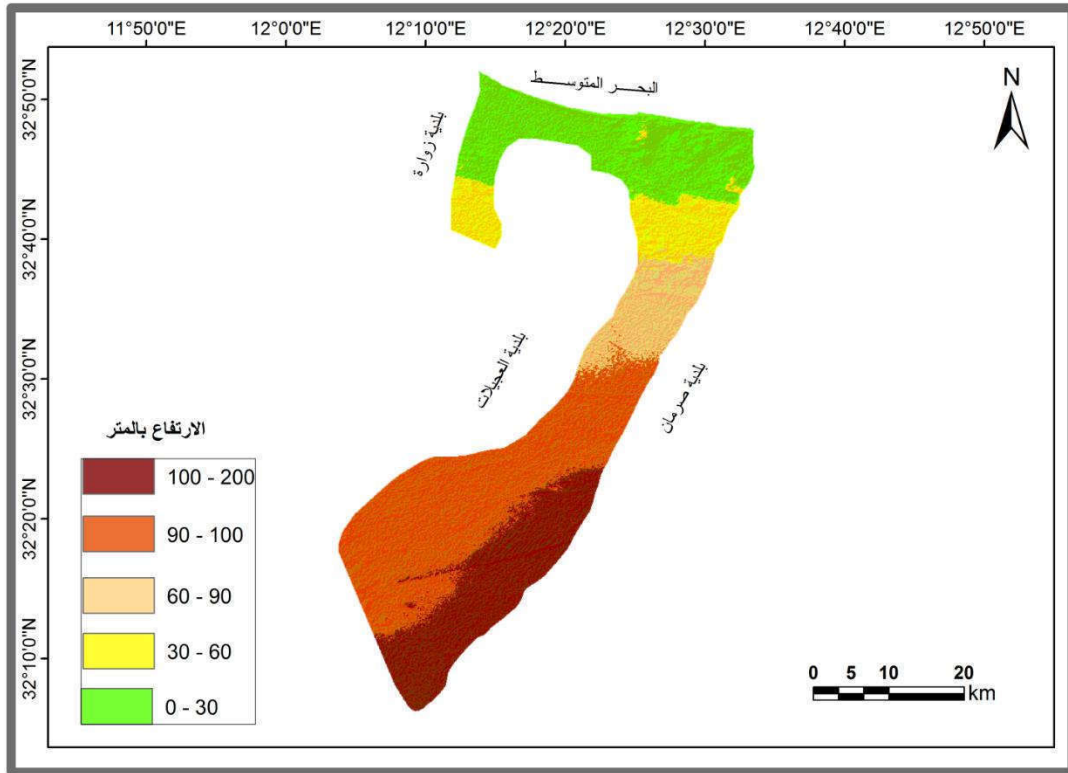 11°50'0"E 12°0'0"E 12°10'0"E 12°20'0"E 12°30'0"E 12°40'0"E 12°50'0"E
32°50'0"N
32°40'0"N
32°30'0"N
32°20'0"N
32°10'0"N
البحـــر المتوســـــط
N
بلدية زوارة
بلدية العجيلات
بلدية صرمان
الارتفاع بالمتر
100 - 200
90 - 100
60 - 90
30 - 60
0 - 30
0 5 10 20
km